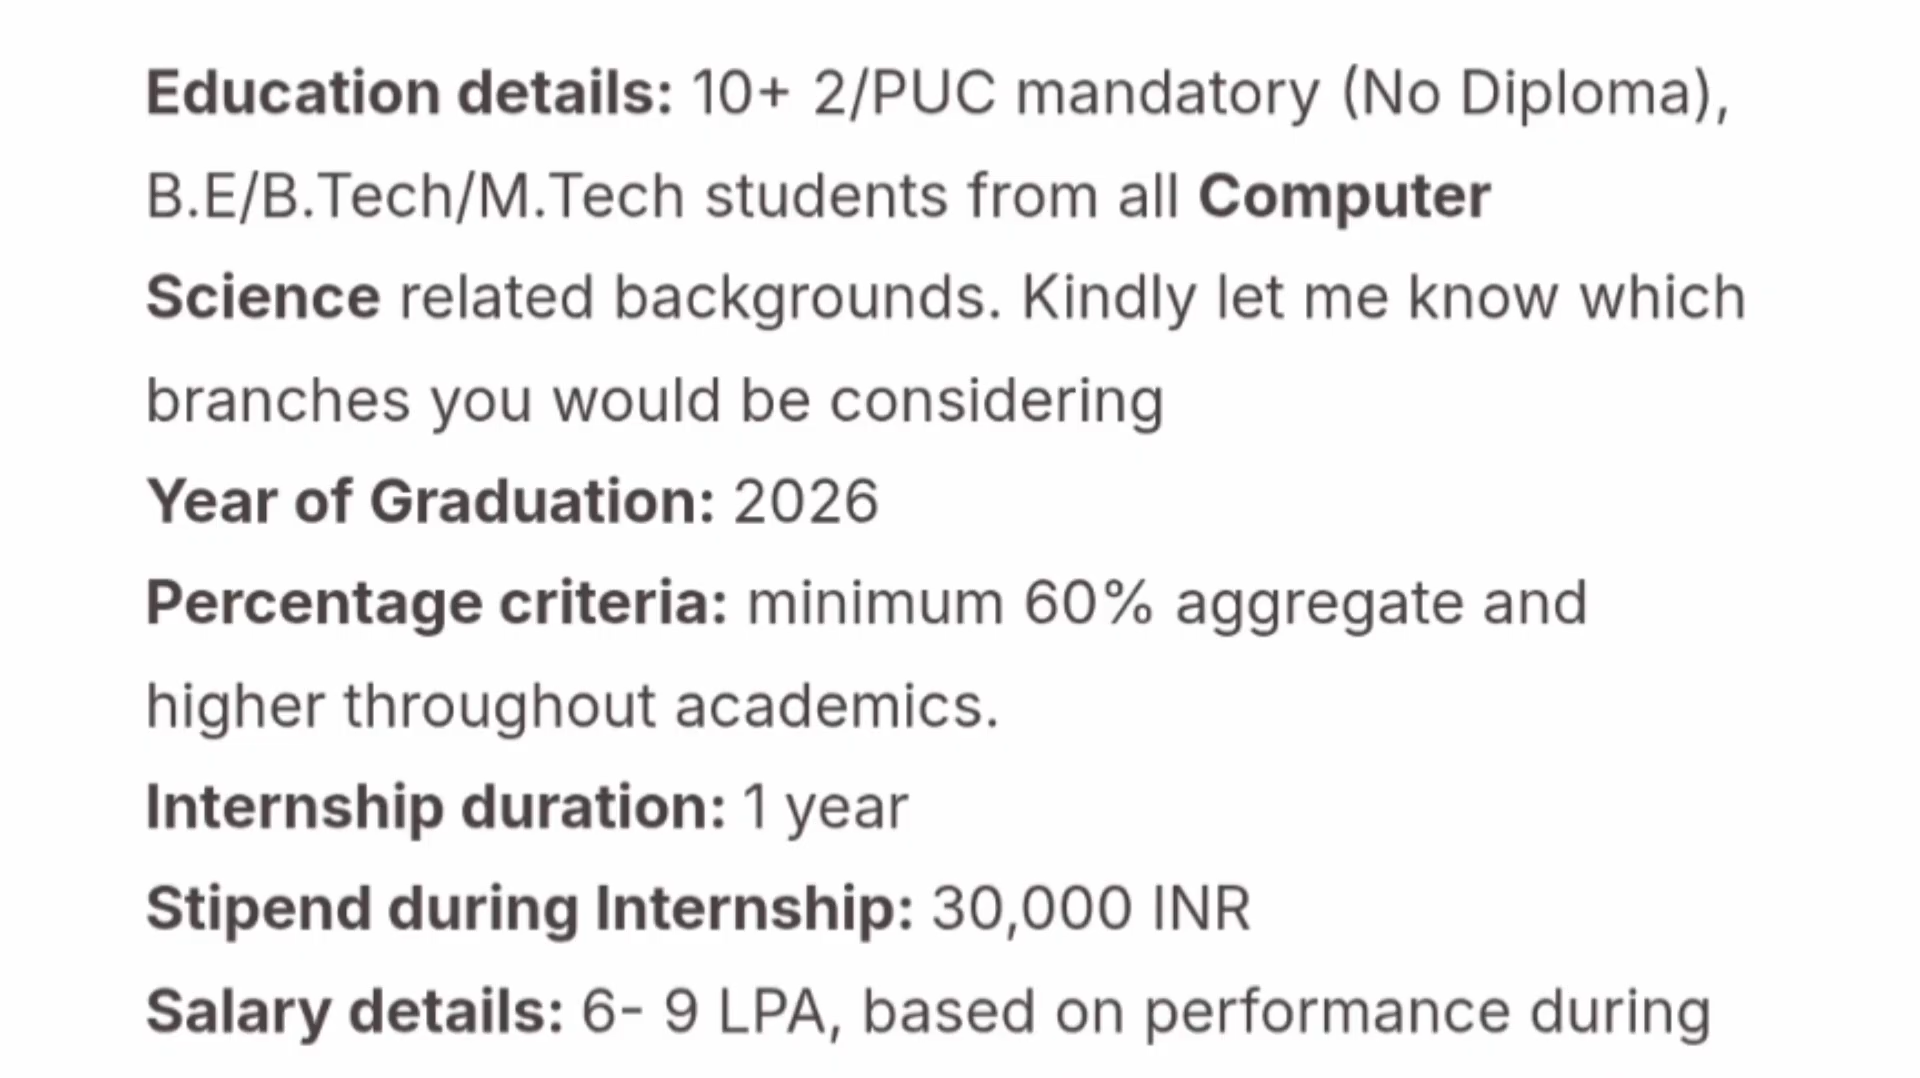 Education details: 10+ 2/PUC mandatory (No Diploma),
B.E/B.Tech/M.Tech students from all Computer
Science related backgrounds. Kindly let me know which
branches you would be considering
Year of Graduation: 2026
Percentage criteria: minimum 60% aggregate and
higher throughout academics.
Internship duration: 1 year
Stipend during Internship: 30,000 INR
Salary details: 6- 9 LPA, based on performance during